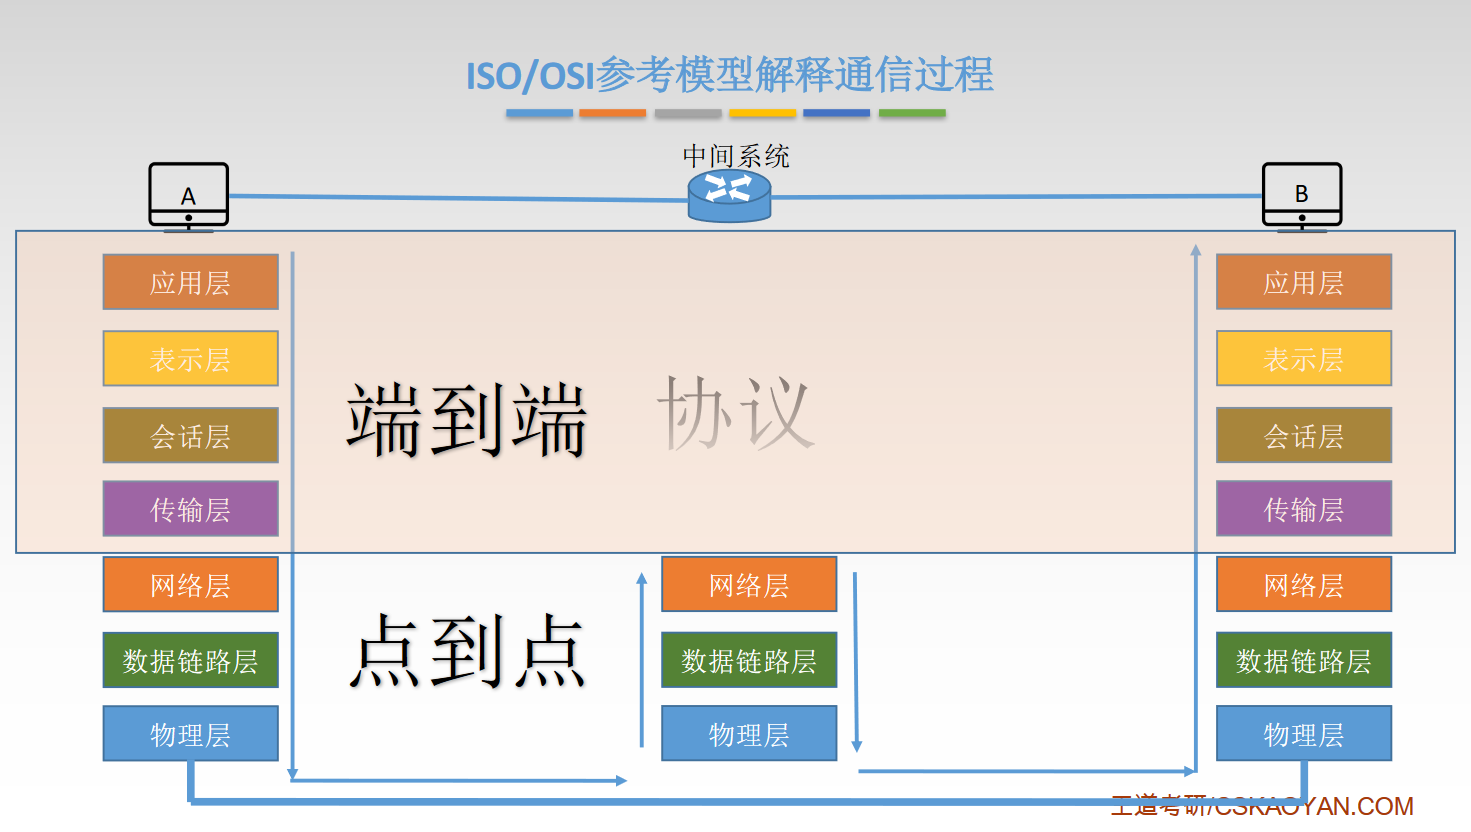 ISO/OSI参考模型解释通信过程
中间系统
A
B
应用层
应用层
表示层
表示层
端到端 协议
会话层
会话层
传输层
传输层
网络层
网络层
网络层
点到点
数据链路层
数据链路层
数据链路层
物理层
物理层
物理层
王道考研/CSKAOYAN.COM